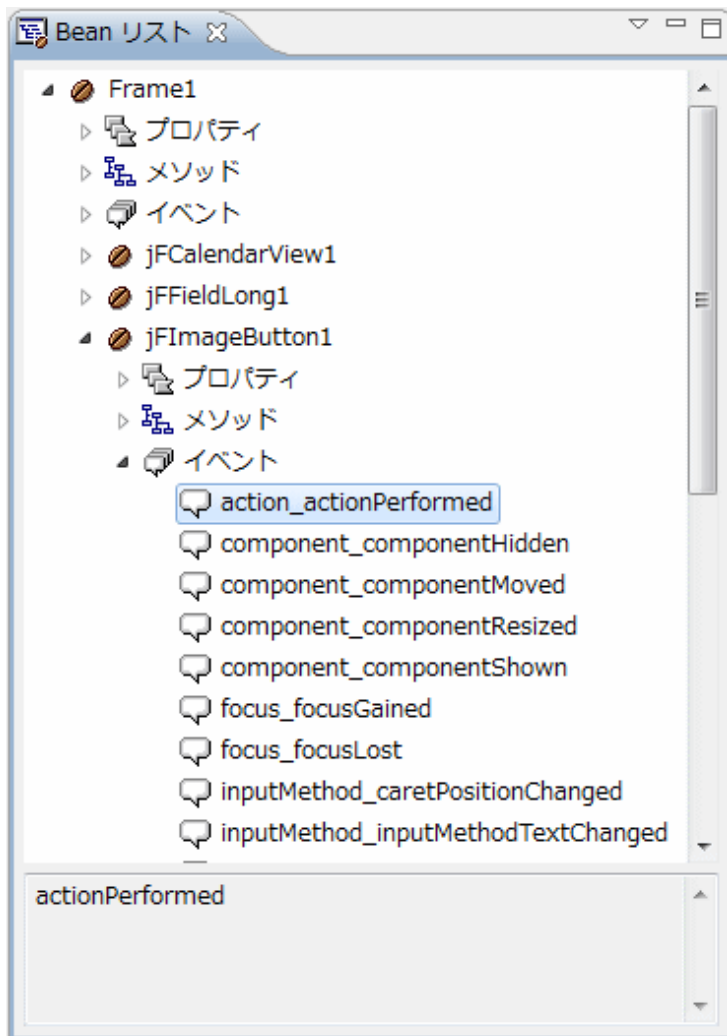 Bean リスト
Frame1
プロパティ
メソッド
イベント
jFCalendarView1
jFFieldLong1
jFImageButton1
プロパティ
メソッド
イベント
action_actionPerformed
component_componentHidden
component_componentMoved
component_componentResized
component_componentShown
focus_focusGained
focus_focusLost
inputMethod_caretPositionChanged
inputMethod_inputMethodTextChanged
actionPerformed